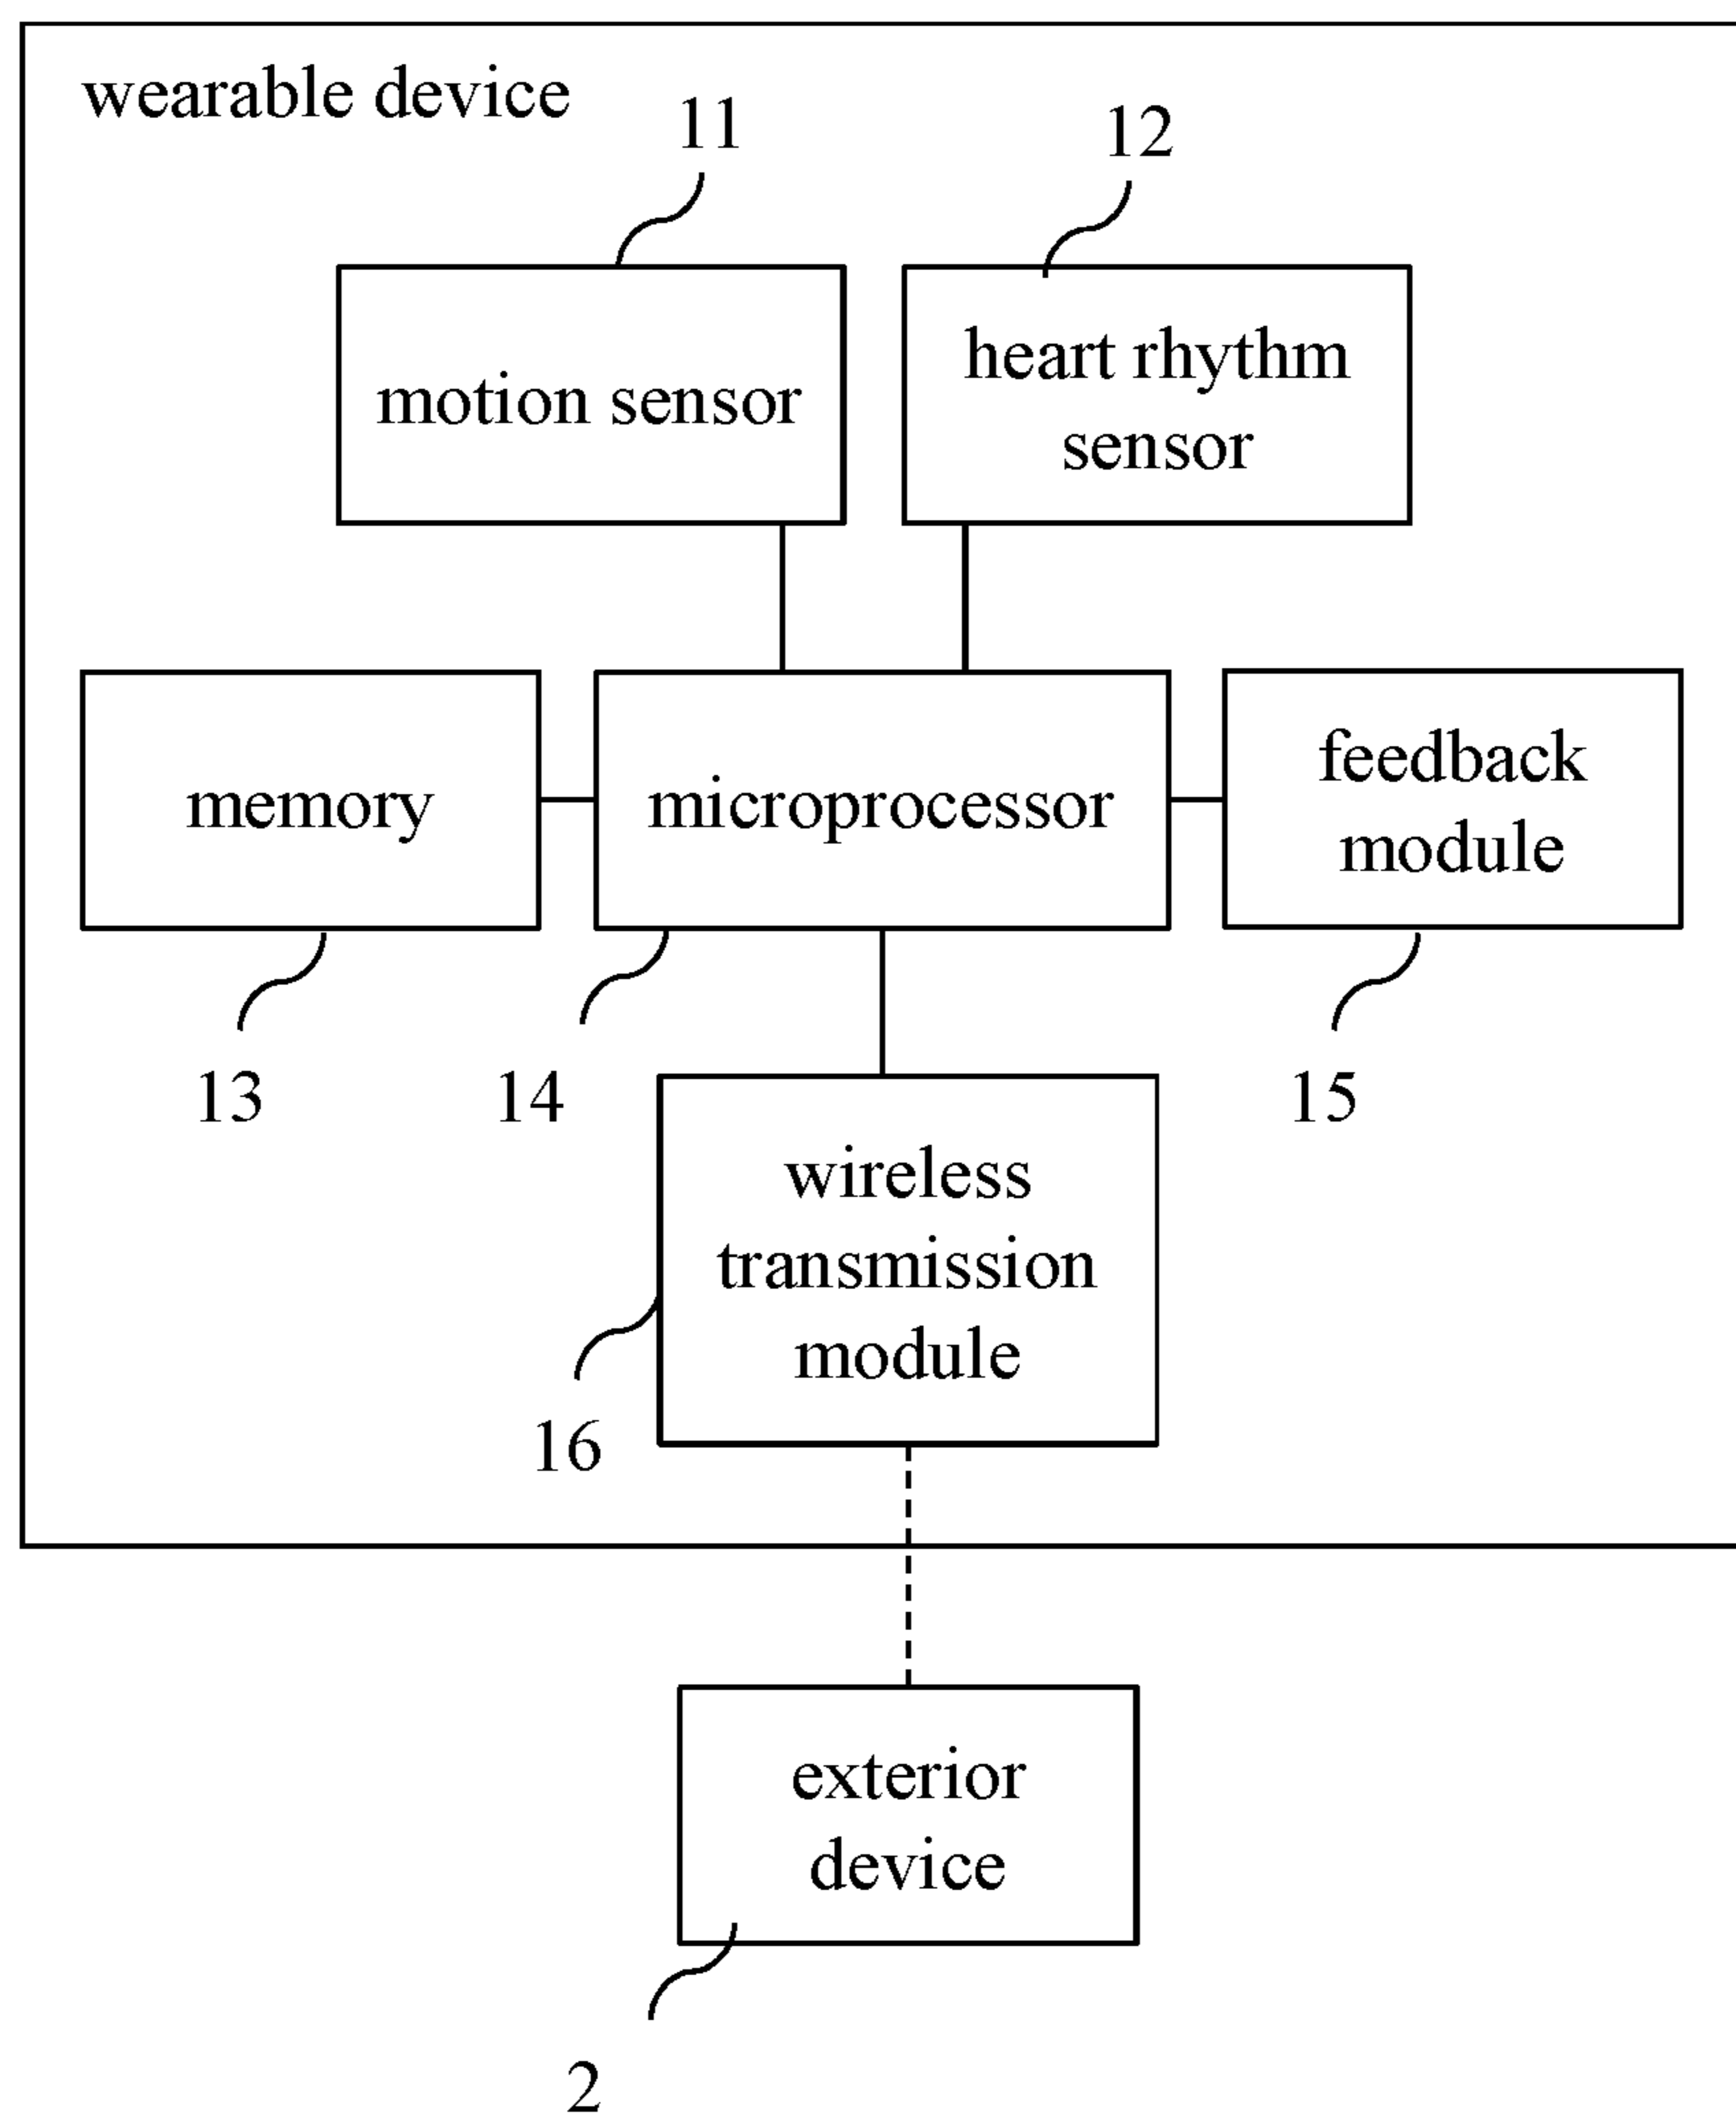 wearable device
11
12
motion sensor
heart rhythm
sensor
memory
microprocessor
feedback
module
13
14
15
wireless
transmission
module
16
exterior
device
2